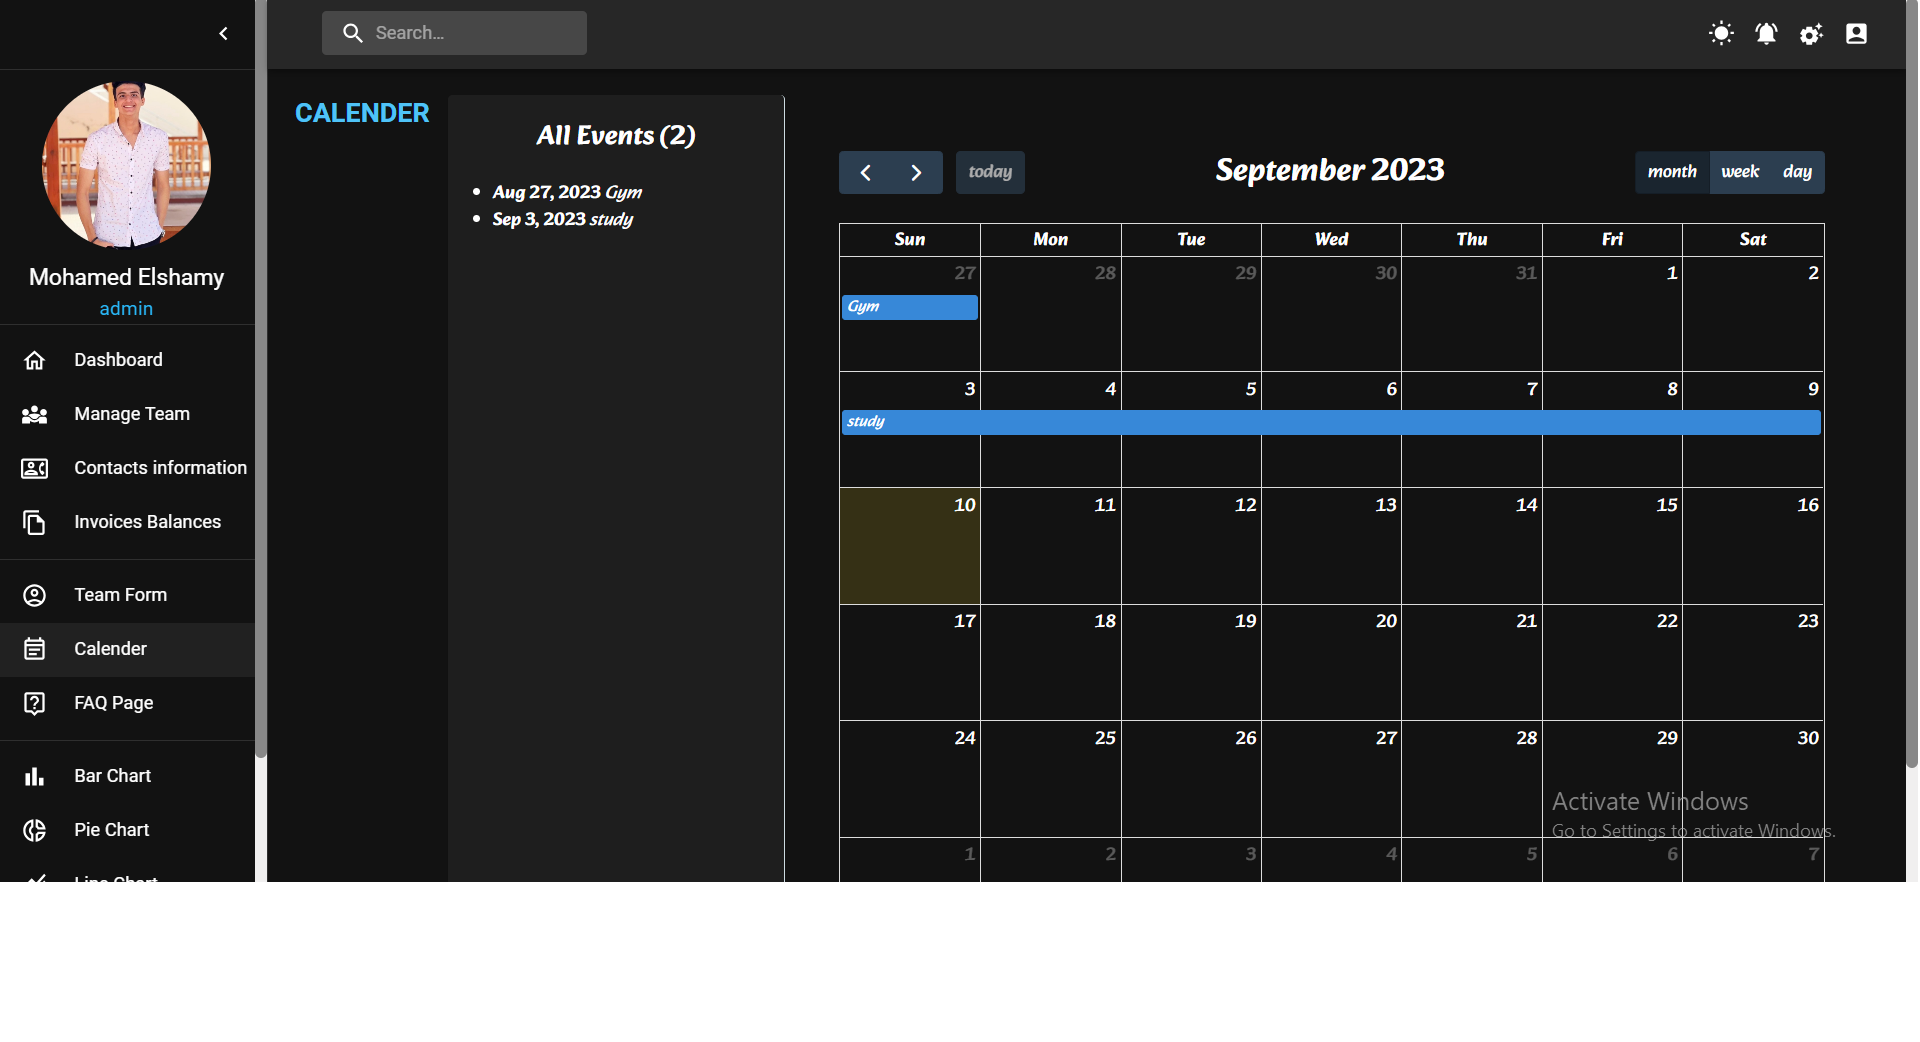 Search…
Mohamed Elshamy
admin
Dashboard
Manage Team
Contacts information
Invoices Balances
Team Form
Calender
FAQ Page
Bar Chart
Pie Chart
Line Chart
CALENDER
All Events (2)
Aug 27, 2023 Gym
Sep 3, 2023 study
today
September 2023
month week day
Sun Mon Tue Wed Thu Fri Sat
27 28 29 30 31 1 2
Gym
3 4 5 6 7 8 9
study
10 11 12 13 14 15 16
17 18 19 20 21 22 23
24 25 26 27 28 29 30
1 2 3 4 5 6 7
Activate Windows
Go to Settings to activate Windows.